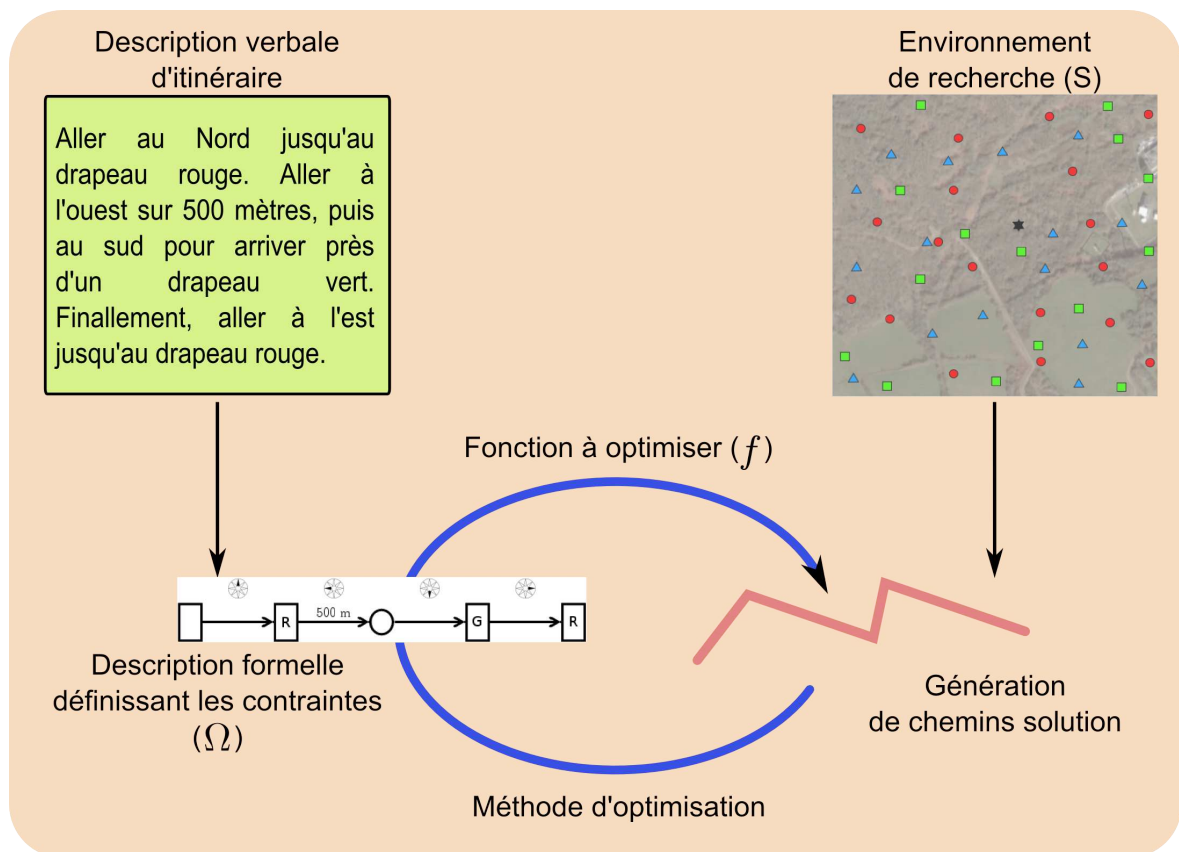 Description verbale
d'itinéraire
Aller au Nord jusqu'au
drapeau rouge. Aller à
l'ouest sur 500 mètres, puis
au sud pour arriver près
d'un drapeau vert.
Finallement, aller à l'est
jusqu'au drapeau rouge.
Environnement
de recherche (S)
Fonction à optimiser (f)
R 500 m G R
Description formelle
définissant les contraintes
(Ω)
Génération
de chemins solution
Méthode d'optimisation